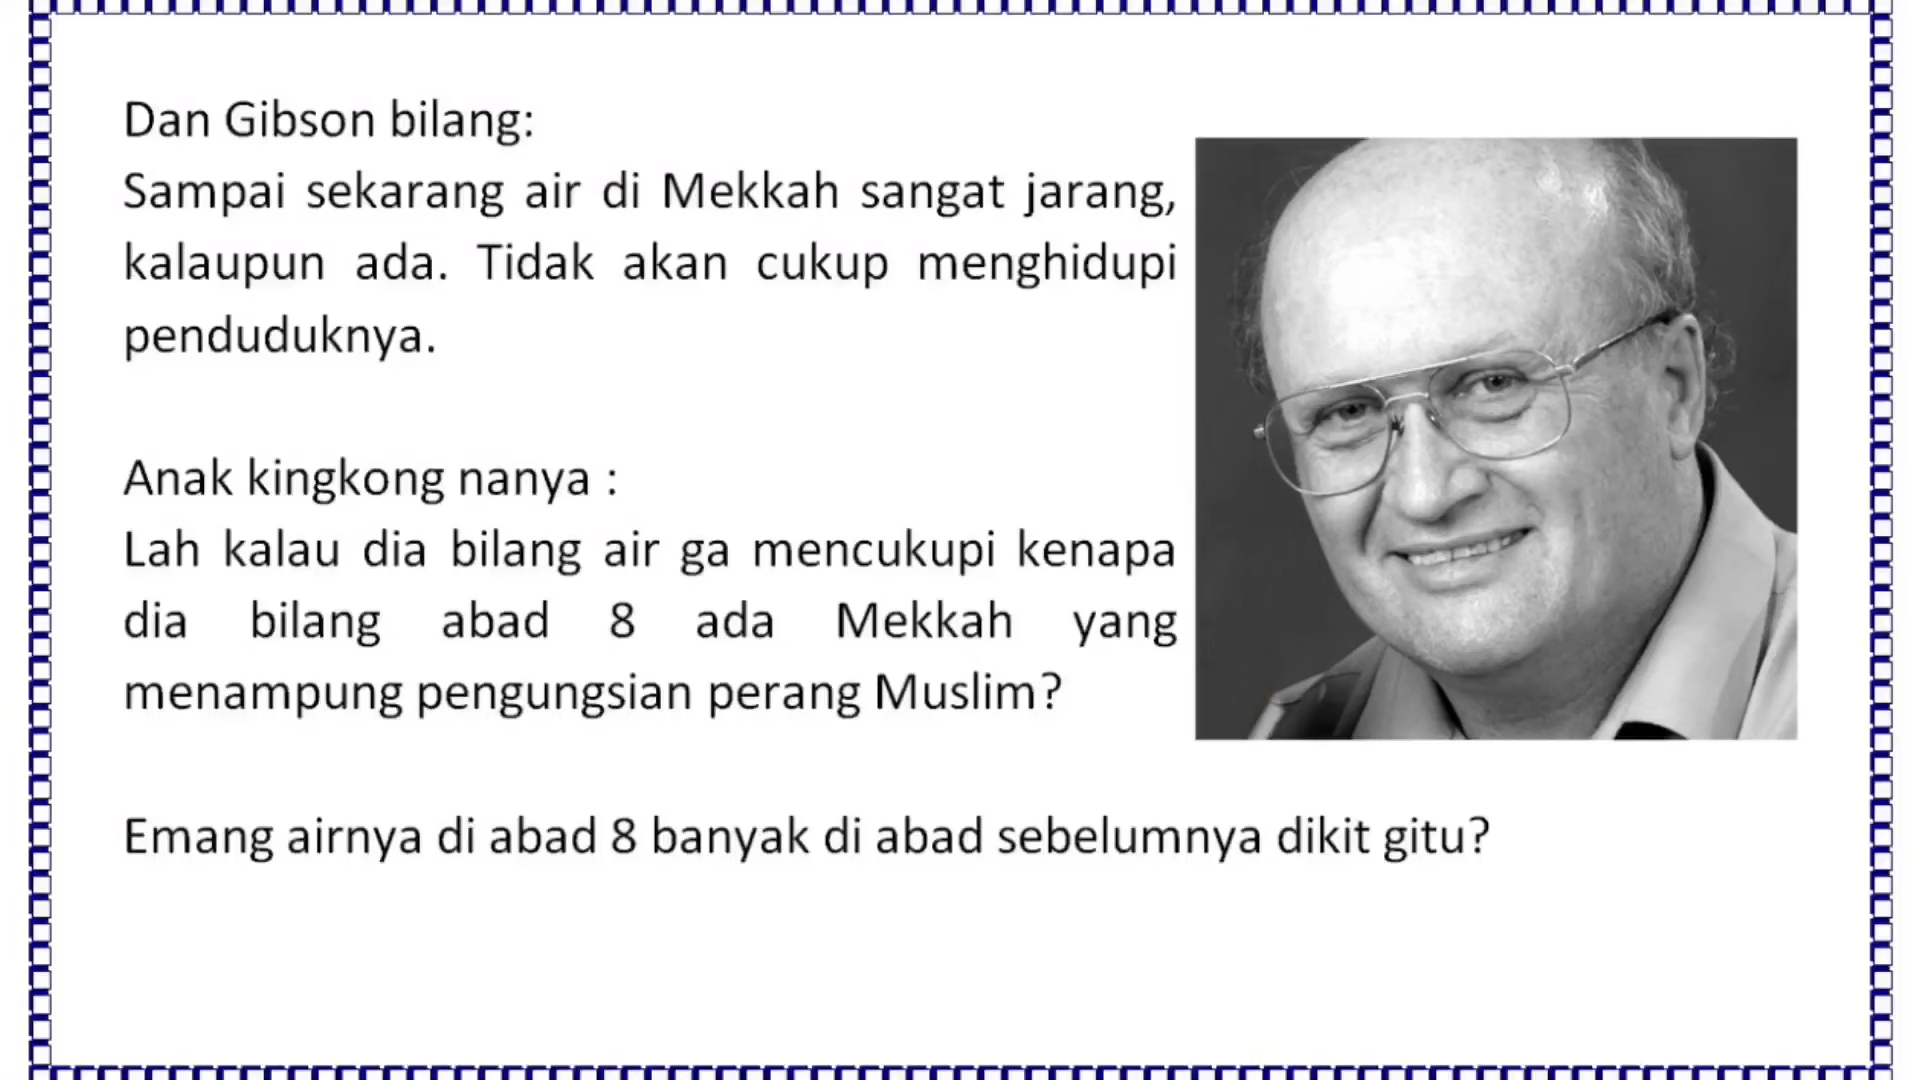 Dan Gibson bilang:
Sampai sekarang air di Mekkah sangat jarang,
kalaupun ada. Tidak akan cukup menghidupi
penduduknya.
Anak kingkong nanya :
Lah kalau dia bilang air ga mencukupi kenapa
dia bilang abad 8 ada Mekkah yang
menampung pengungsian perang Muslim?
Emang airnya di abad 8 banyak di abad sebelumnya dikit gitu?